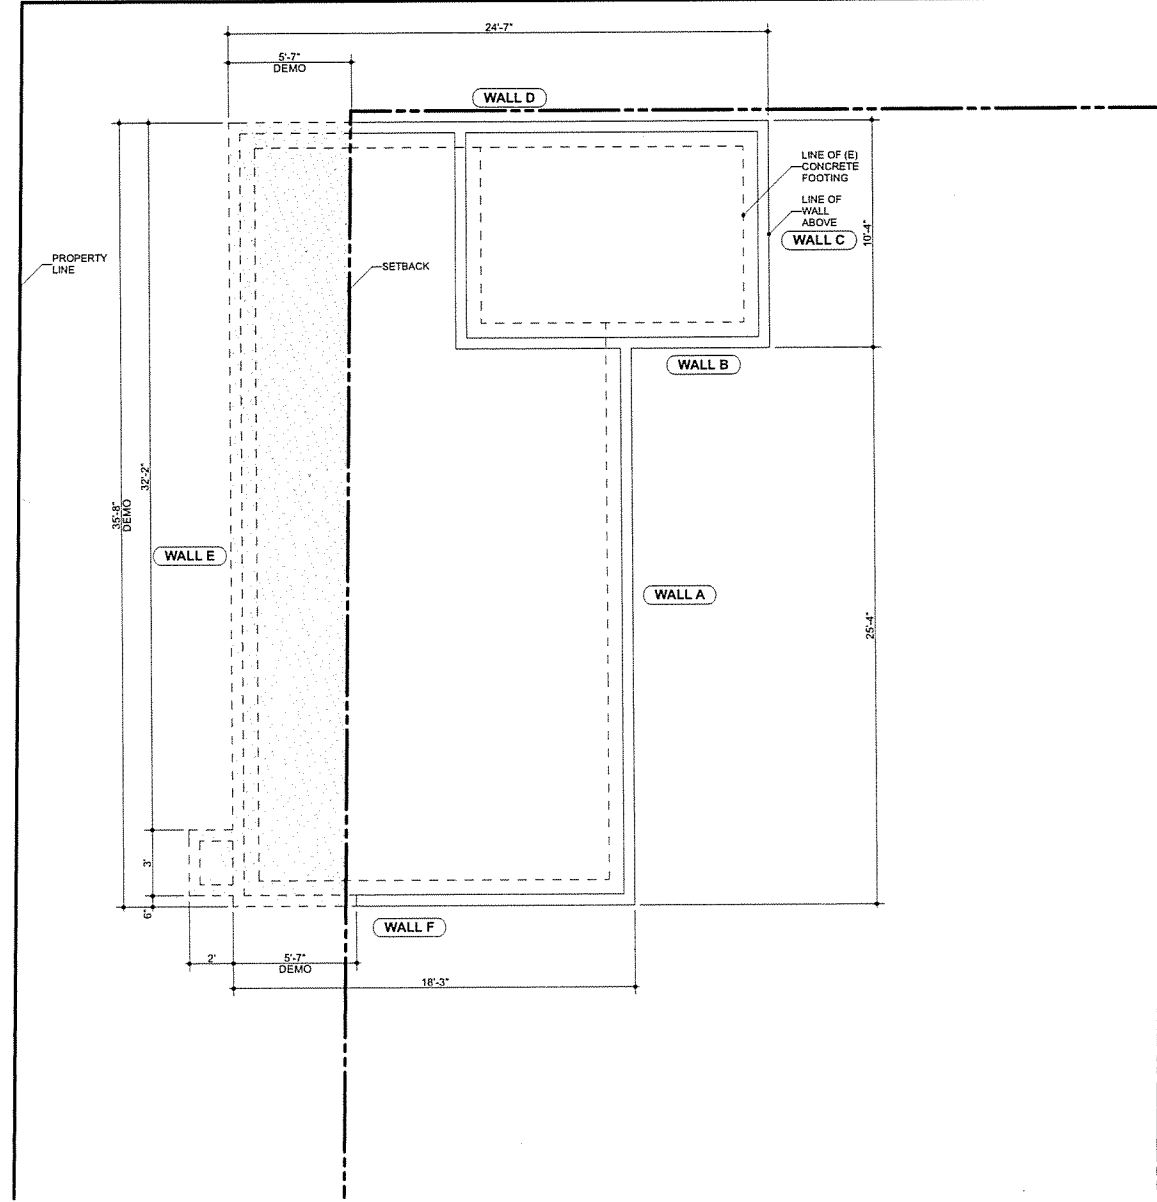 24'-7"
5'-7"
DEMO
WALL D
LINE OF (E)
CONCRETE
FOOTING
LINE OF
WALL
ABOVE
WALL C
10'-4"
PROPERTY
LINE
SETBACK
WALL B
32'-2"
35'-8"
DEMO
WALL E
WALL A
25'-4"
3'
6"
WALL F
2'
5'-7"
DEMO
18'-3"